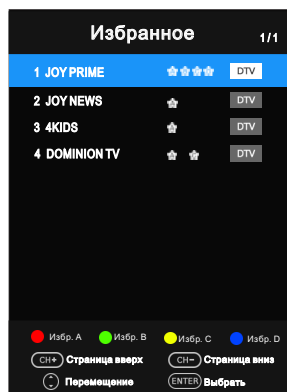 Избранное 1/1
1 JOY PRIME DTV
2 JOY NEWS DTV
3 4KIDS DTV
4 DOMINION TV DTV
Избр. A Избр. B Избр. C Избр. D
CH+ Страница вверх CH− Страница вниз
Перемещение ENTER Выбрать